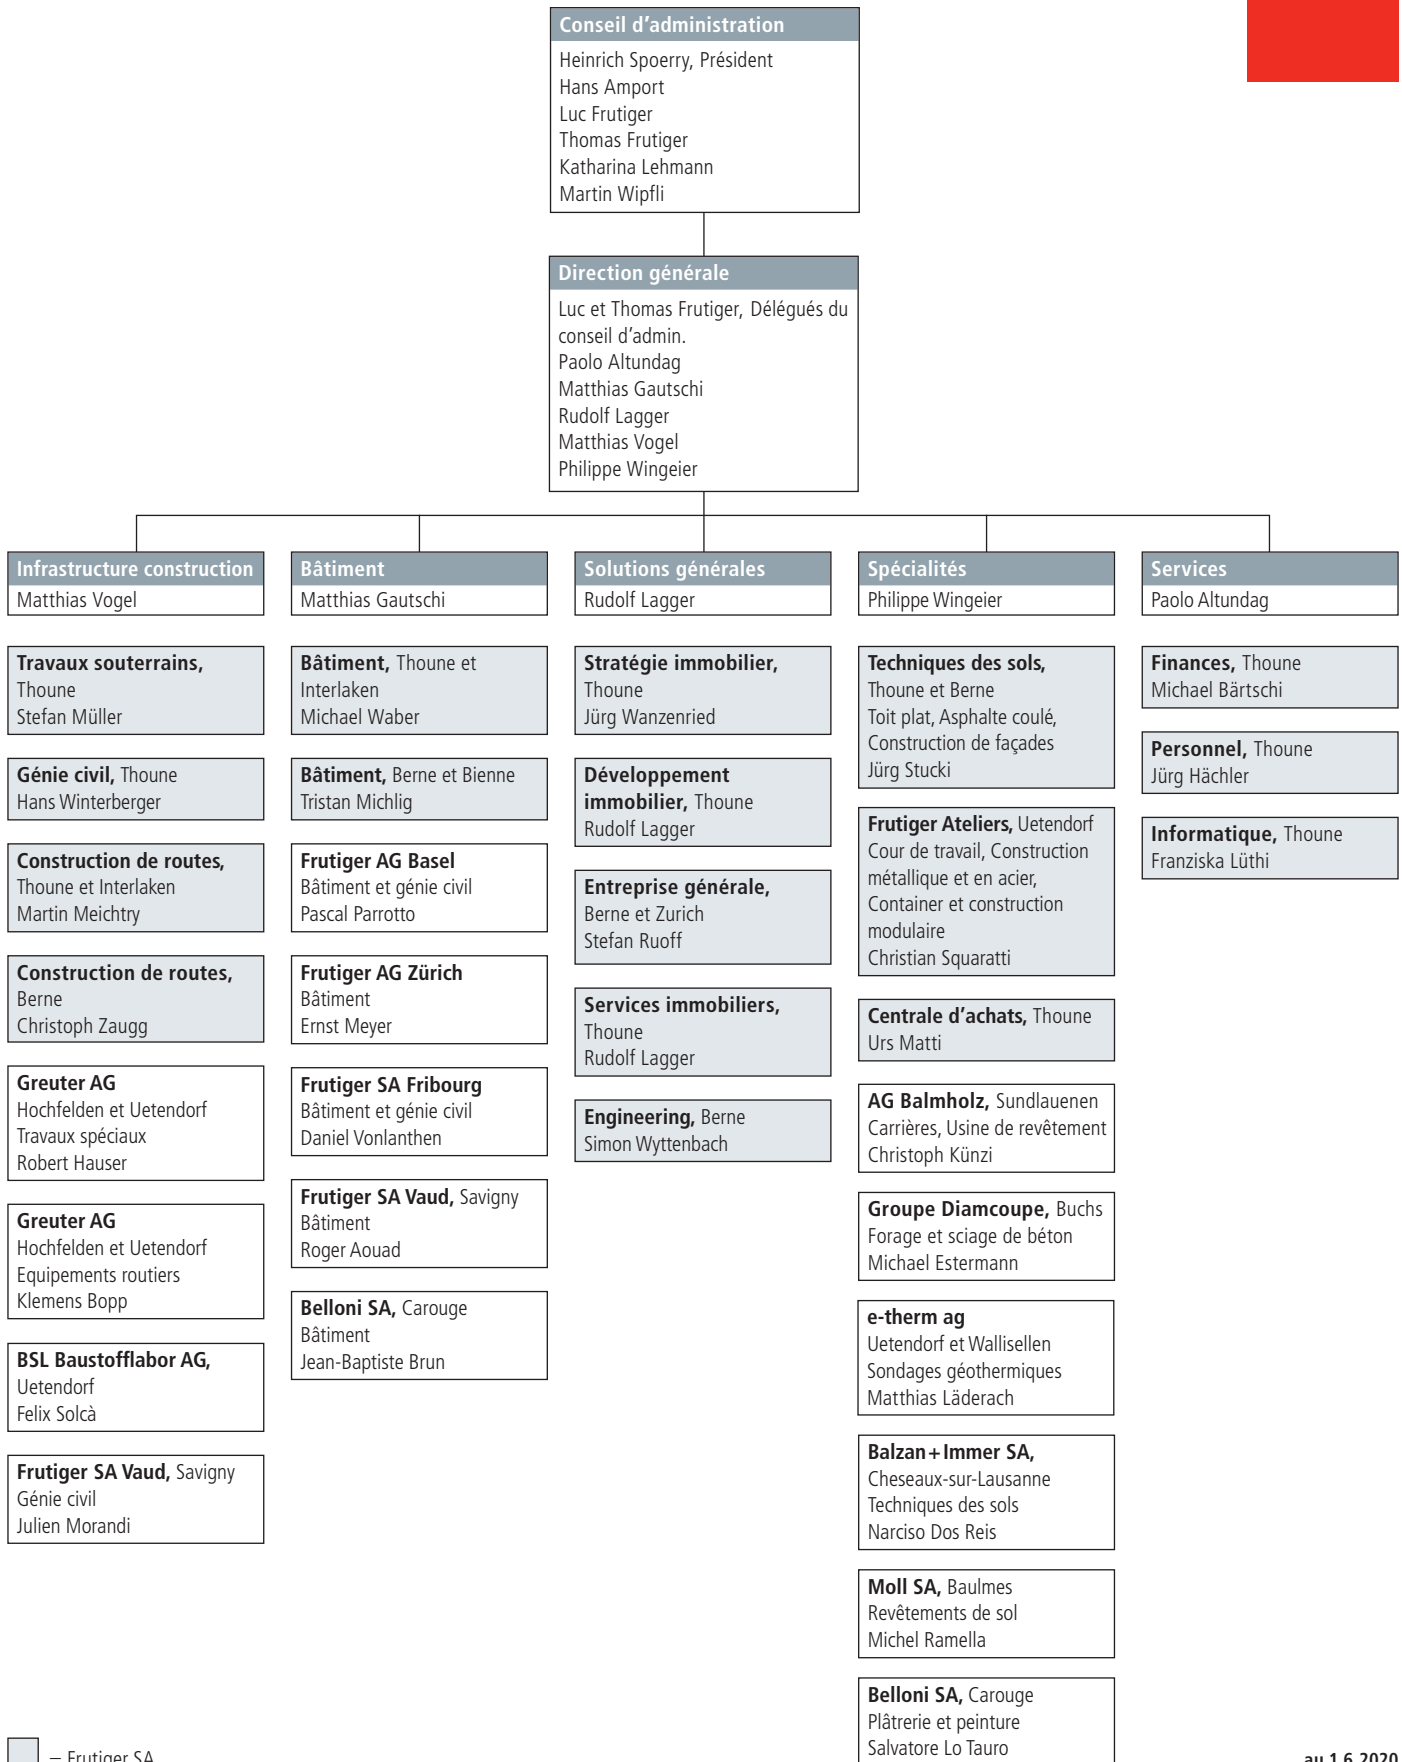 Conseil d’administration
Heinrich Spoerry, Président
Hans Amport
Luc Frutiger
Thomas Frutiger
Katharina Lehmann
Martin Wipfli
Direction générale
Luc et Thomas Frutiger, Délégués du
conseil d’admin.
Paolo Altundag
Matthias Gautschi
Rudolf Lagger
Matthias Vogel
Philippe Wingeier
Infrastructure construction
Matthias Vogel
Travaux souterrains,
Thoune
Stefan Müller
Génie civil, Thoune
Hans Winterberger
Construction de routes,
Thoune et Interlaken
Martin Meichtry
Construction de routes,
Berne
Christoph Zaugg
Greuter AG
Hochfelden et Uetendorf
Travaux spéciaux
Robert Hauser
Greuter AG
Hochfelden et Uetendorf
Equipements routiers
Klemens Bopp
BSL Baustofflabor AG,
Uetendorf
Felix Solcà
Frutiger SA Vaud, Savigny
Génie civil
Julien Morandi
Bâtiment
Matthias Gautschi
Bâtiment, Thoune et
Interlaken
Michael Waber
Bâtiment, Berne et Bienne
Tristan Michlig
Frutiger AG Basel
Bâtiment et génie civil
Pascal Parrotto
Frutiger AG Zürich
Bâtiment
Ernst Meyer
Frutiger SA Fribourg
Bâtiment et génie civil
Daniel Vonlanthen
Frutiger SA Vaud, Savigny
Bâtiment
Roger Aouad
Belloni SA, Carouge
Bâtiment
Jean-Baptiste Brun
Solutions générales
Rudolf Lagger
Stratégie immobilier,
Thoune
Jürg Wanzenried
Développement
immobilier, Thoune
Rudolf Lagger
Entreprise générale,
Berne et Zurich
Stefan Ruoff
Services immobiliers,
Thoune
Rudolf Lagger
Engineering, Berne
Simon Wyttenbach
Spécialités
Philippe Wingeier
Techniques des sols,
Thoune et Berne
Toit plat, Asphalte coulé,
Construction de façades
Jürg Stucki
Frutiger Ateliers, Uetendorf
Cour de travail, Construction
métallique et en acier,
Container et construction
modulaire
Christian Squaratti
Centrale d’achats, Thoune
Urs Matti
AG Balmholz, Sundlauenen
Carrières, Usine de revêtement
Christoph Künzi
Groupe Diamcoupe, Buchs
Forage et sciage de béton
Michael Estermann
e-therm ag
Uetendorf et Wallisellen
Sondages géothermiques
Matthias Läderach
Balzan+Immer SA,
Cheseaux-sur-Lausanne
Techniques des sols
Narciso Dos Reis
Moll SA, Baulmes
Revêtements de sol
Michel Ramella
Belloni SA, Carouge
Plâtrerie et peinture
Salvatore Lo Tauro
Services
Paolo Altundag
Finances, Thoune
Michael Bärtschi
Personnel, Thoune
Jürg Hächler
Informatique, Thoune
Franziska Lüthi
= Frutiger SA
au 1.6.2020